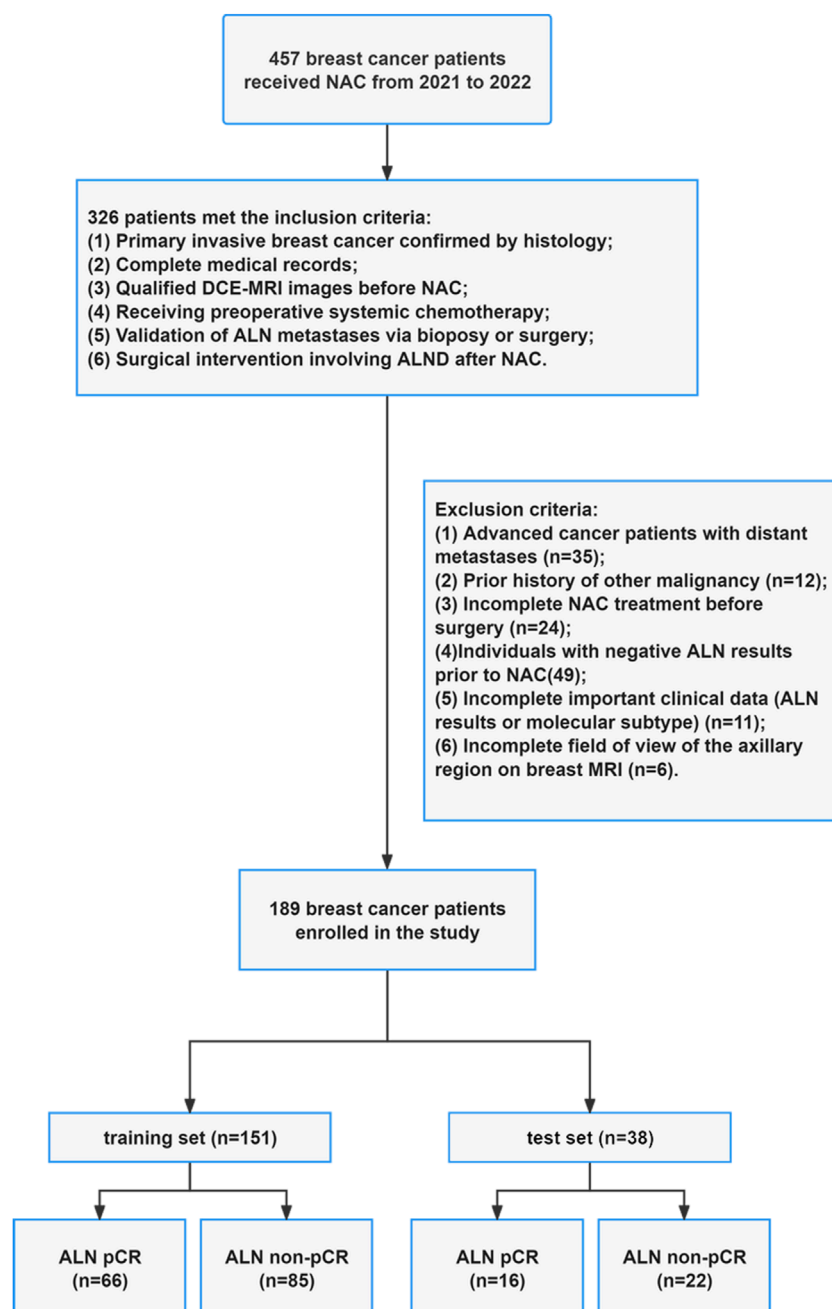 457 breast cancer patients
received NAC from 2021 to 2022
326 patients met the inclusion criteria:
(1) Primary invasive breast cancer confirmed by histology;
(2) Complete medical records;
(3) Qualified DCE-MRI images before NAC;
(4) Receiving preoperative systemic chemotherapy;
(5) Validation of ALN metastases via bioposy or surgery;
(6) Surgical intervention involving ALND after NAC.
Exclusion criteria:
(1) Advanced cancer patients with distant
metastases (n=35);
(2) Prior history of other malignancy (n=12);
(3) Incomplete NAC treatment before
surgery (n=24);
(4)Individuals with negative ALN results
prior to NAC(49);
(5) Incomplete important clinical data (ALN
results or molecular subtype) (n=11);
(6) Incomplete field of view of the axillary
region on breast MRI (n=6).
189 breast cancer patients
enrolled in the study
training set (n=151)
test set (n=38)
ALN pCR
(n=66)
ALN non-pCR
(n=85)
ALN pCR
(n=16)
ALN non-pCR
(n=22)